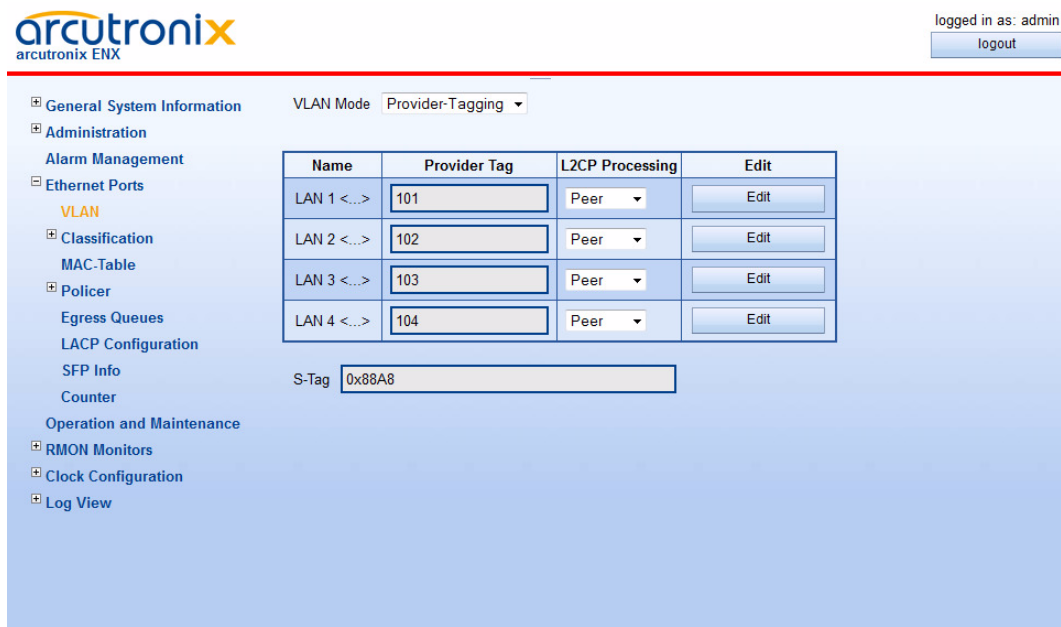 arcutronix
arcutronix ENX
logged in as: admin
logout
General System Information
Administration
Alarm Management
Ethernet Ports
VLAN
Classification
MAC-Table
Policer
Egress Queues
LACP Configuration
SFP Info
Counter
Operation and Maintenance
RMON Monitors
Clock Configuration
Log View
VLAN Mode Provider-Tagging
Name Provider Tag L2CP Processing Edit
LAN 1 <...> 101 Peer Edit
LAN 2 <...> 102 Peer Edit
LAN 3 <...> 103 Peer Edit
LAN 4 <...> 104 Peer Edit
S-Tag 0x88A8